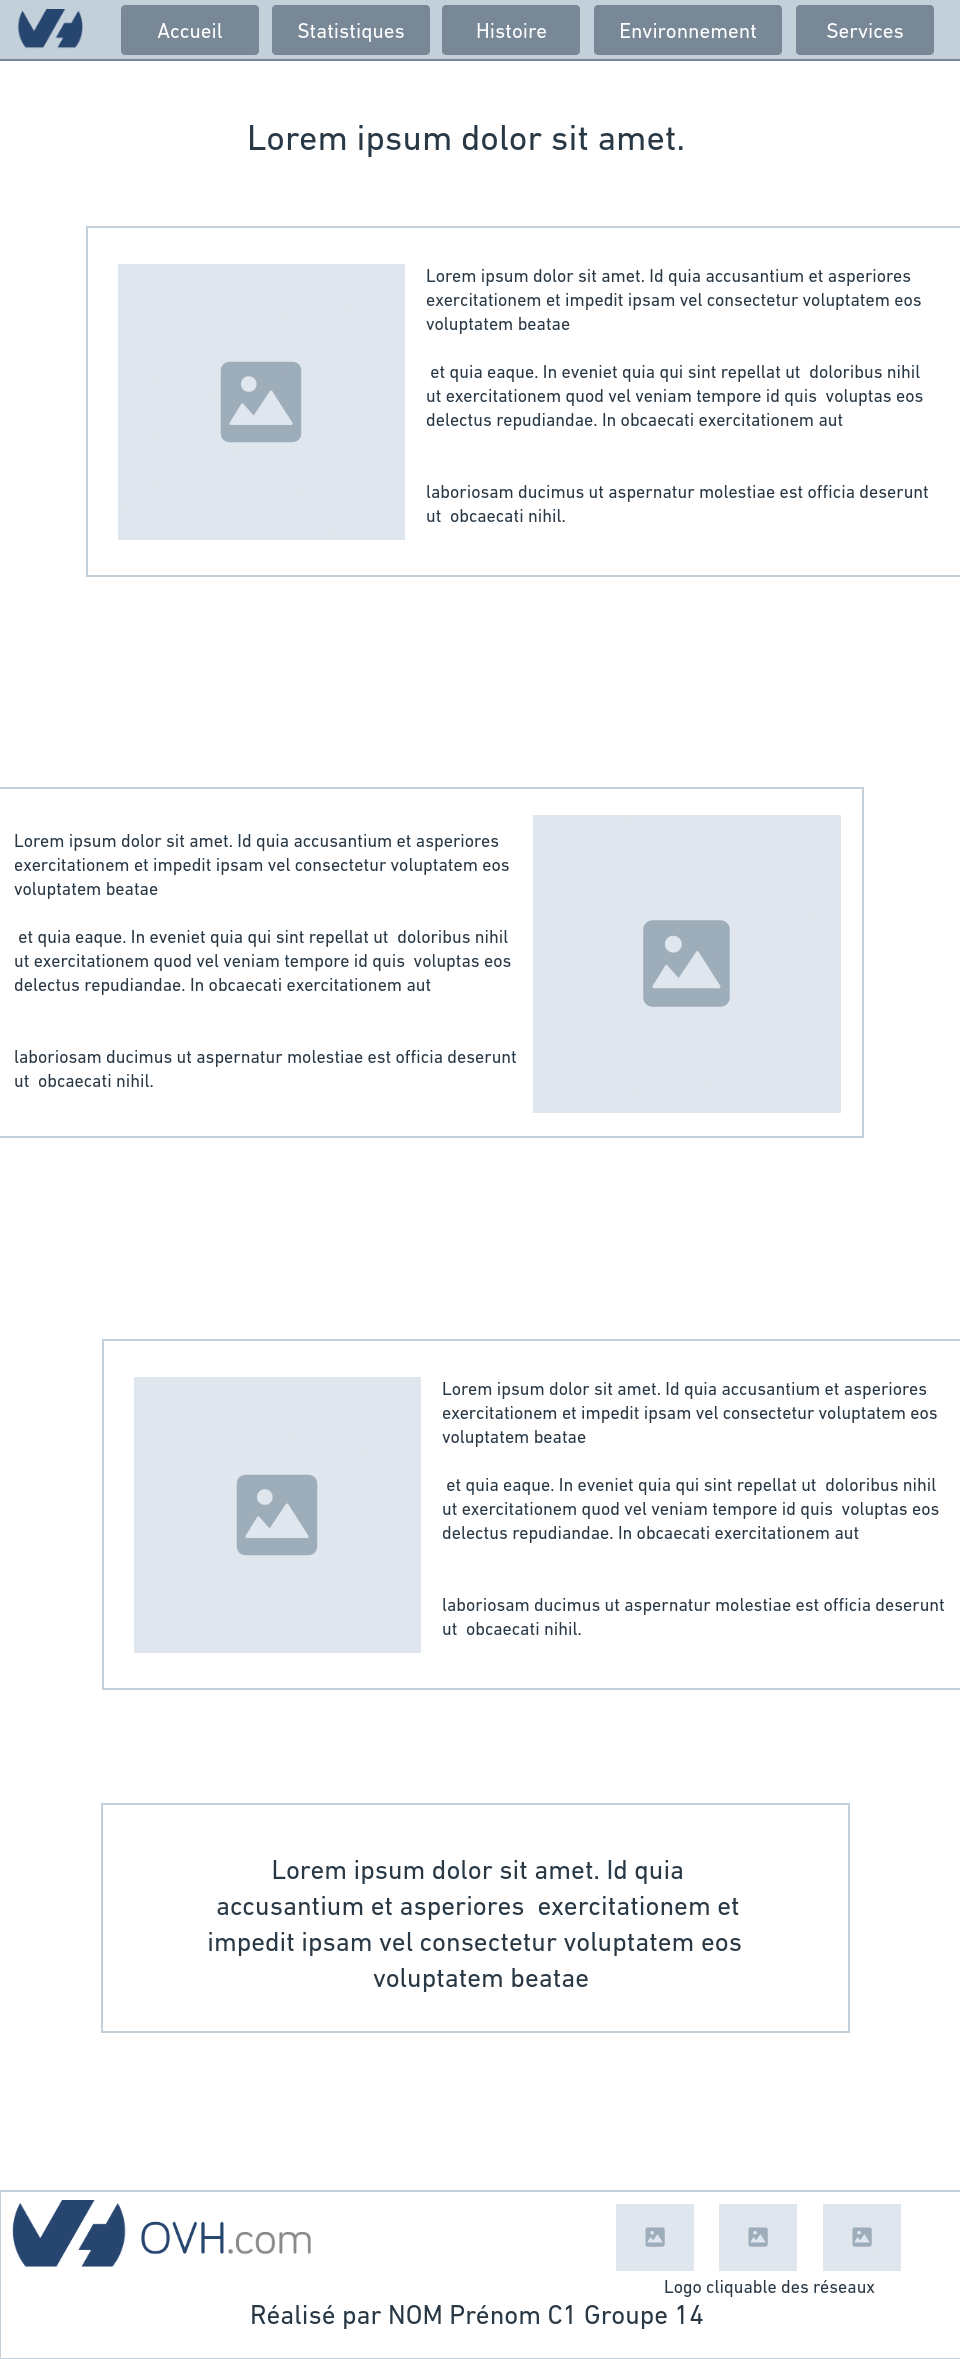 Accueil Statistiques Histoire Environnement Services
Lorem ipsum dolor sit amet.
Lorem ipsum dolor sit amet. Id quia accusantium et asperiores
exercitationem et impedit ipsam vel consectetur voluptatem eos
voluptatem beatae
et quia eaque. In eveniet quia qui sint repellat ut doloribus nihil
ut exercitationem quod vel veniam tempore id quis voluptas eos
delectus repudiandae. In obcaecati exercitationem aut
laboriosam ducimus ut aspernatur molestiae est officia deserunt
ut obcaecati nihil.
Lorem ipsum dolor sit amet. Id quia accusantium et asperiores
exercitationem et impedit ipsam vel consectetur voluptatem eos
voluptatem beatae
et quia eaque. In eveniet quia qui sint repellat ut doloribus nihil
ut exercitationem quod vel veniam tempore id quis voluptas eos
delectus repudiandae. In obcaecati exercitationem aut
laboriosam ducimus ut aspernatur molestiae est officia deserunt
ut obcaecati nihil.
Lorem ipsum dolor sit amet. Id quia accusantium et asperiores
exercitationem et impedit ipsam vel consectetur voluptatem eos
voluptatem beatae
et quia eaque. In eveniet quia qui sint repellat ut doloribus nihil
ut exercitationem quod vel veniam tempore id quis voluptas eos
delectus repudiandae. In obcaecati exercitationem aut
laboriosam ducimus ut aspernatur molestiae est officia deserunt
ut obcaecati nihil.
Lorem ipsum dolor sit amet. Id quia
accusantium et asperiores exercitationem et
impedit ipsam vel consectetur voluptatem eos
voluptatem beatae
OVH.com
Logo cliquable des réseaux
Réalisé par NOM Prénom C1 Groupe 14